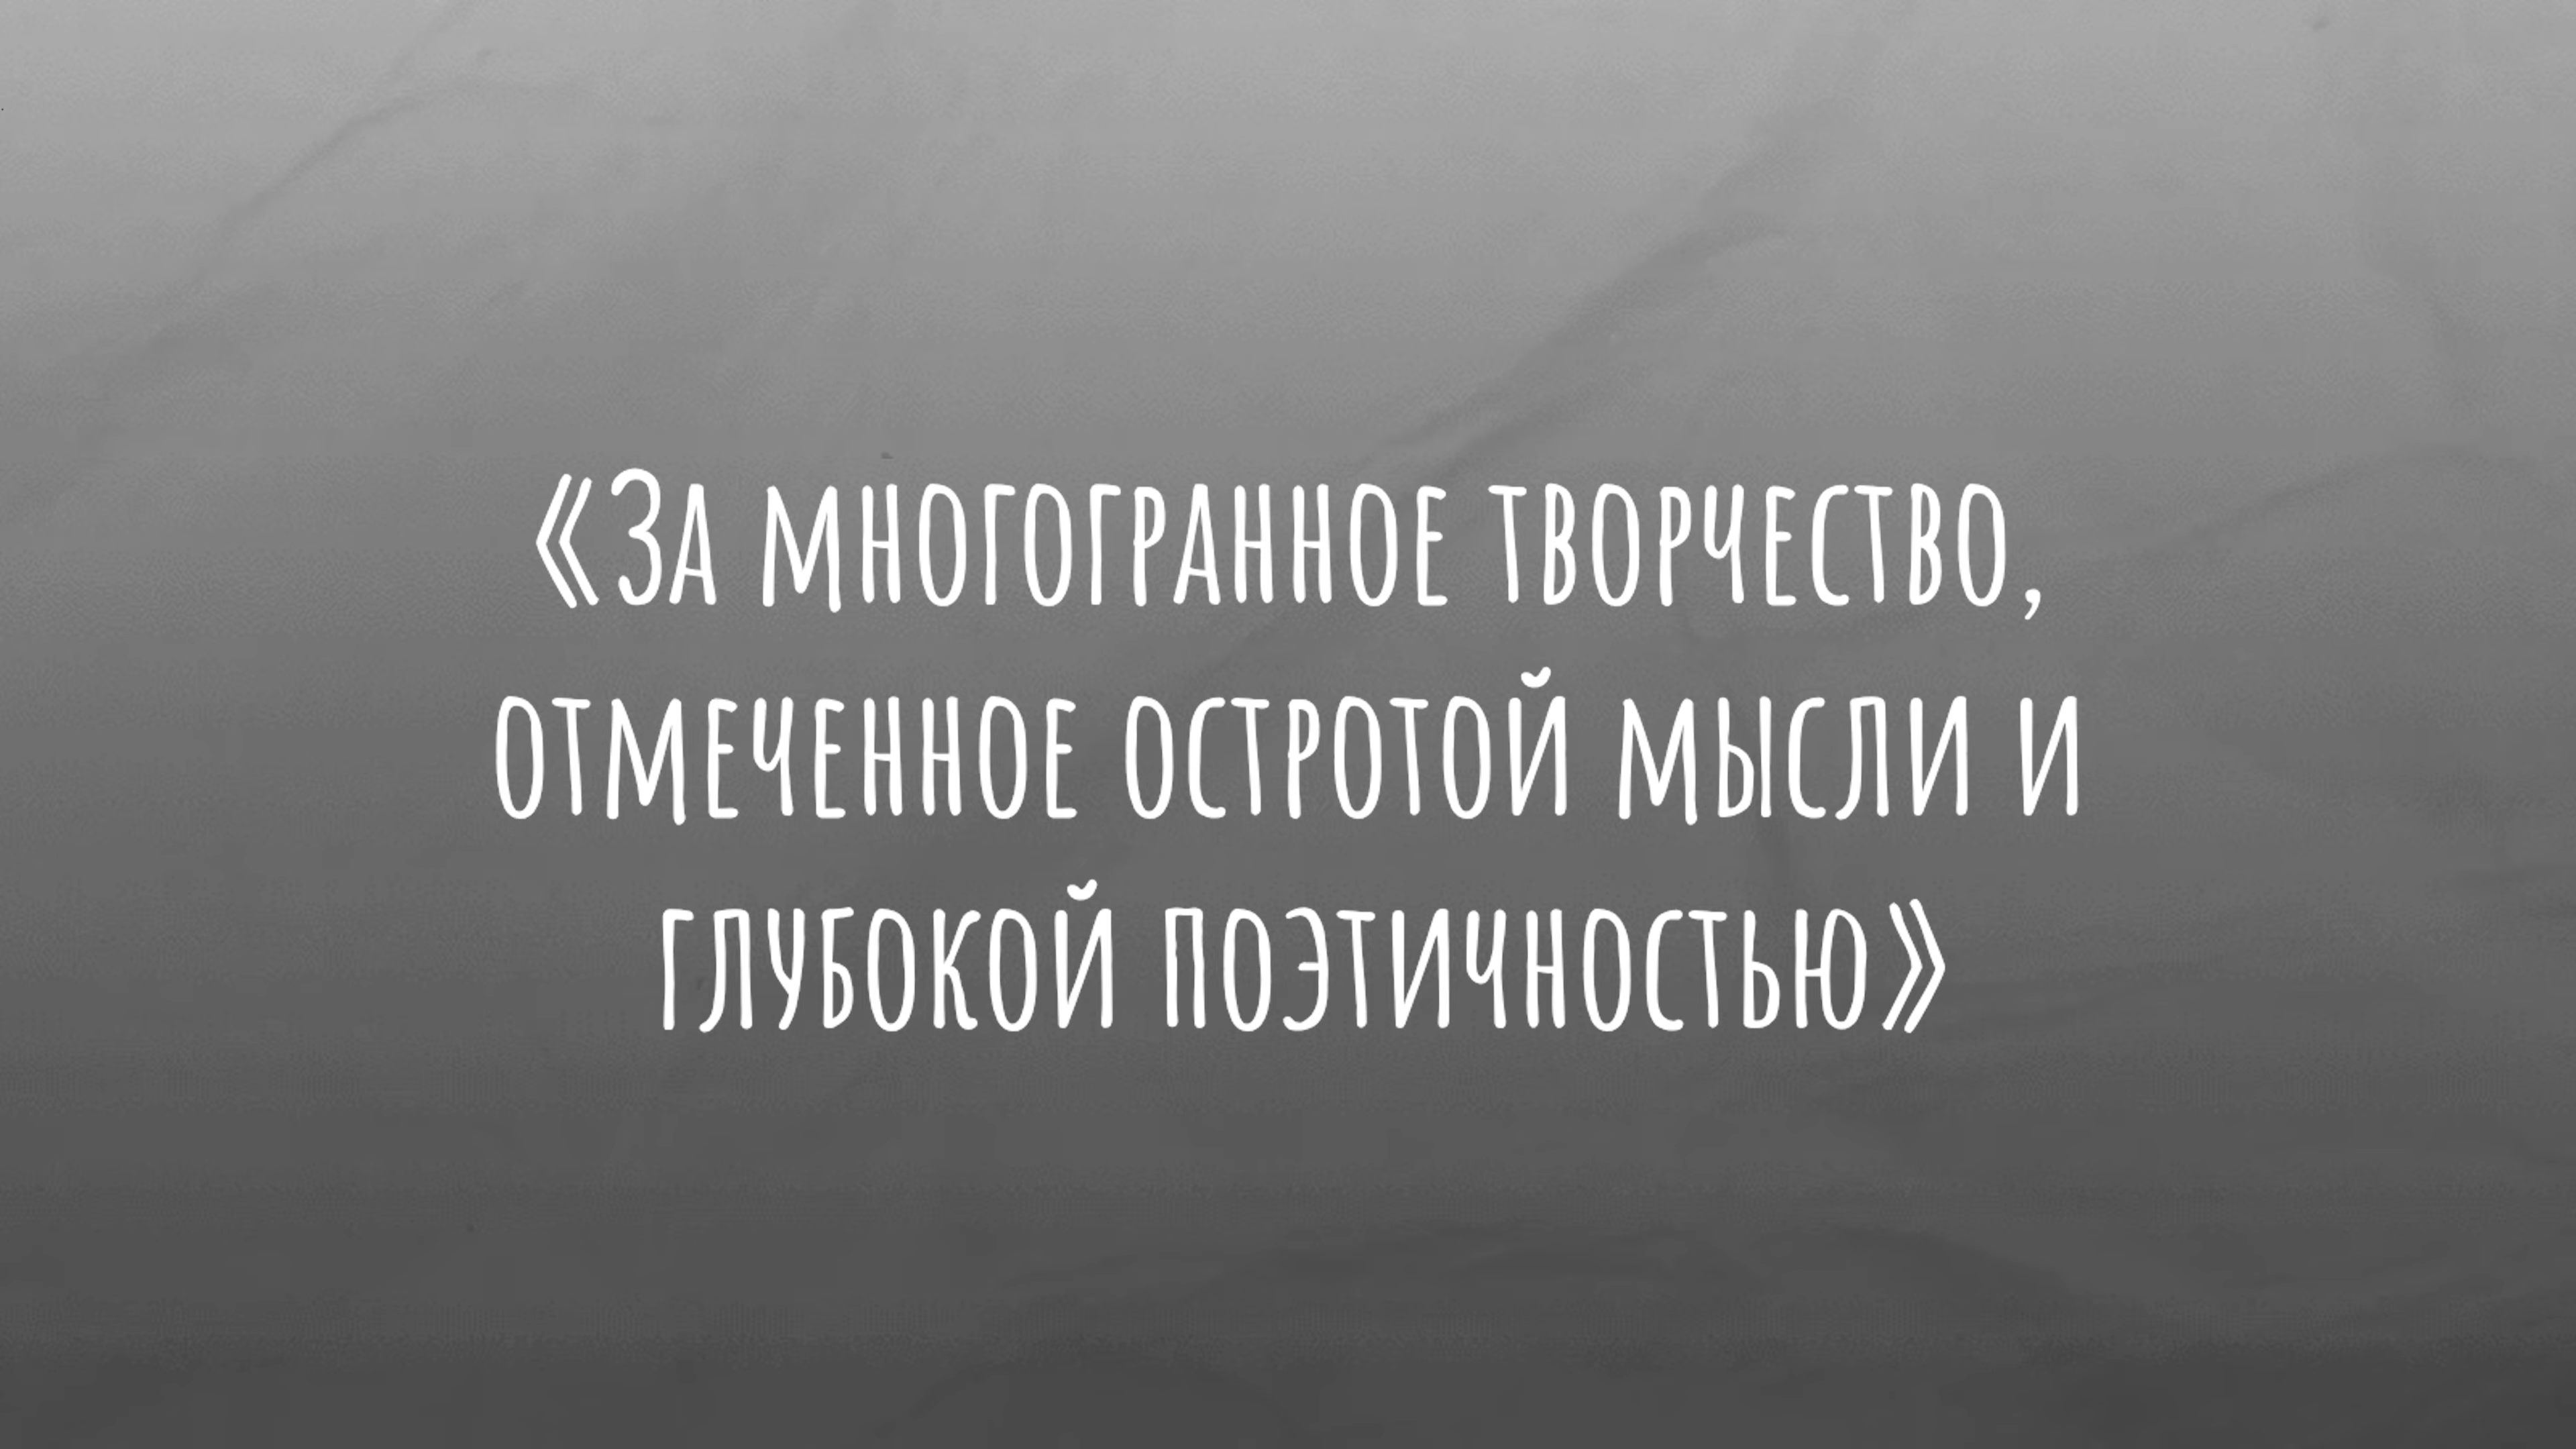 «За многогранное творчество,
отмеченное остротой мысли и
глубокой поэтичностью»